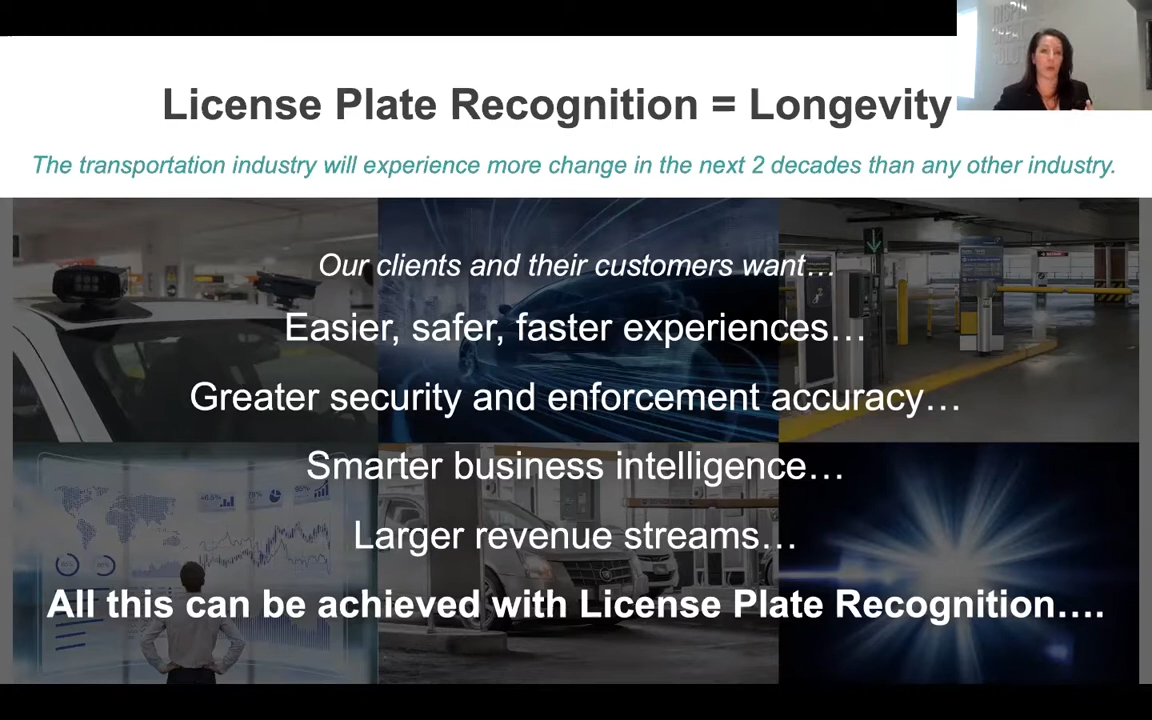 License Plate Recognition = Longevity
The transportation industry will experience more change in the next 2 decades than any other industry.
Our clients and their customers want…
Easier, safer, faster experiences…
Greater security and enforcement accuracy…
Smarter business intelligence…
Larger revenue streams…
All this can be achieved with License Plate Recognition….